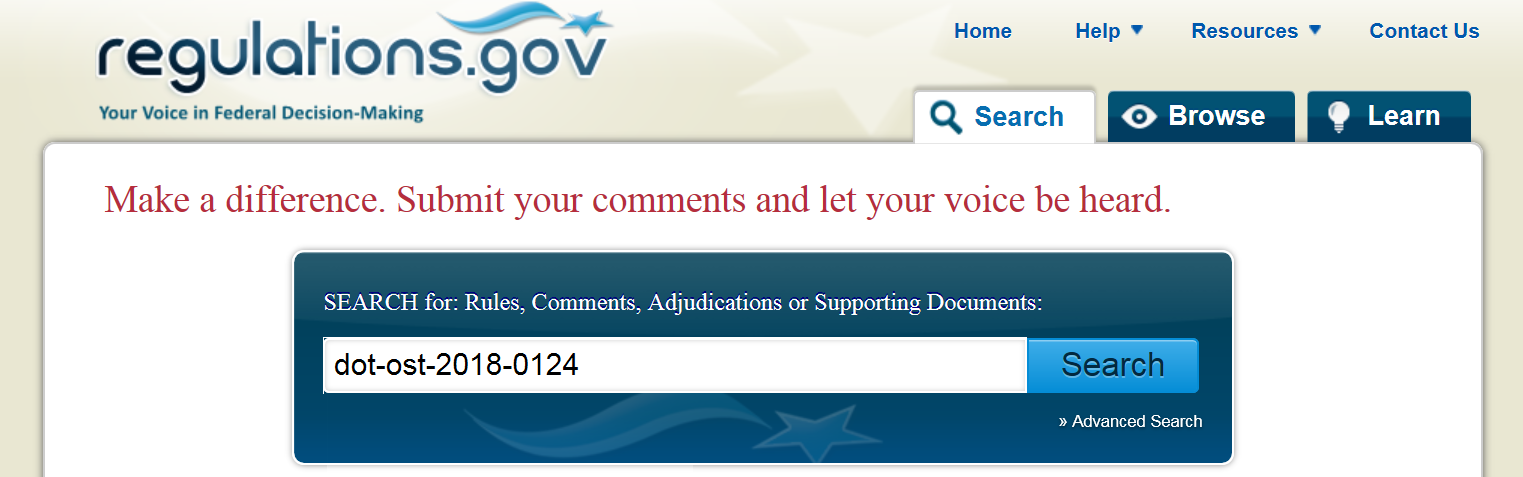 regulations.gov
Your Voice in Federal Decision-Making
Home Help ▼ Resources ▼ Contact Us
Search Browse Learn
Make a difference. Submit your comments and let your voice be heard.
SEARCH for: Rules, Comments, Adjudications or Supporting Documents:
dot-ost-2018-0124 Search
» Advanced Search